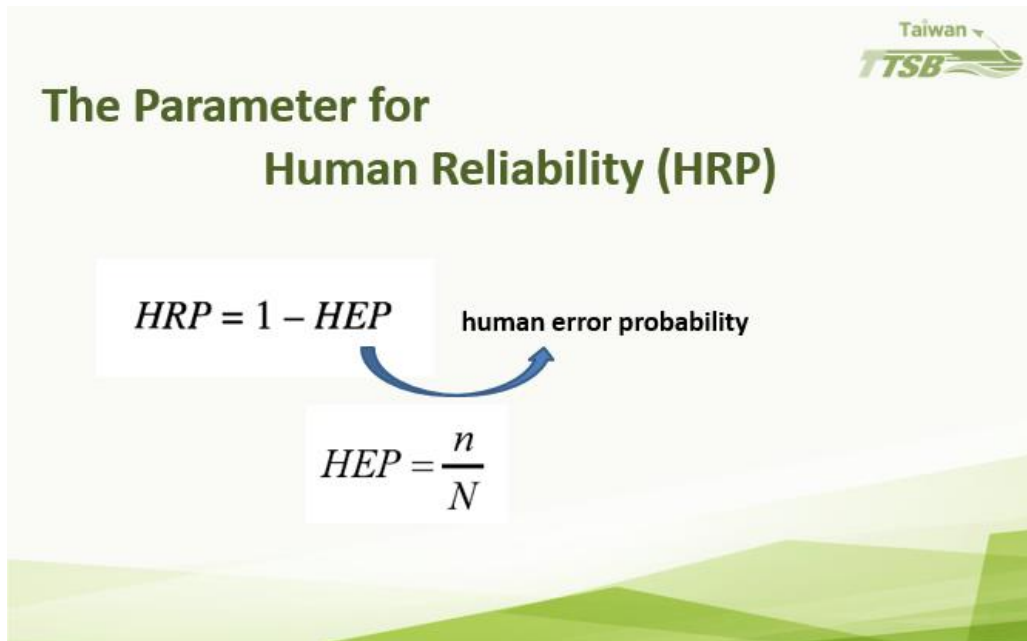 Taiwan
TTSB
The Parameter for
Human Reliability (HRP)
HRP = 1 – HEP
human error probability
HEP = n/N